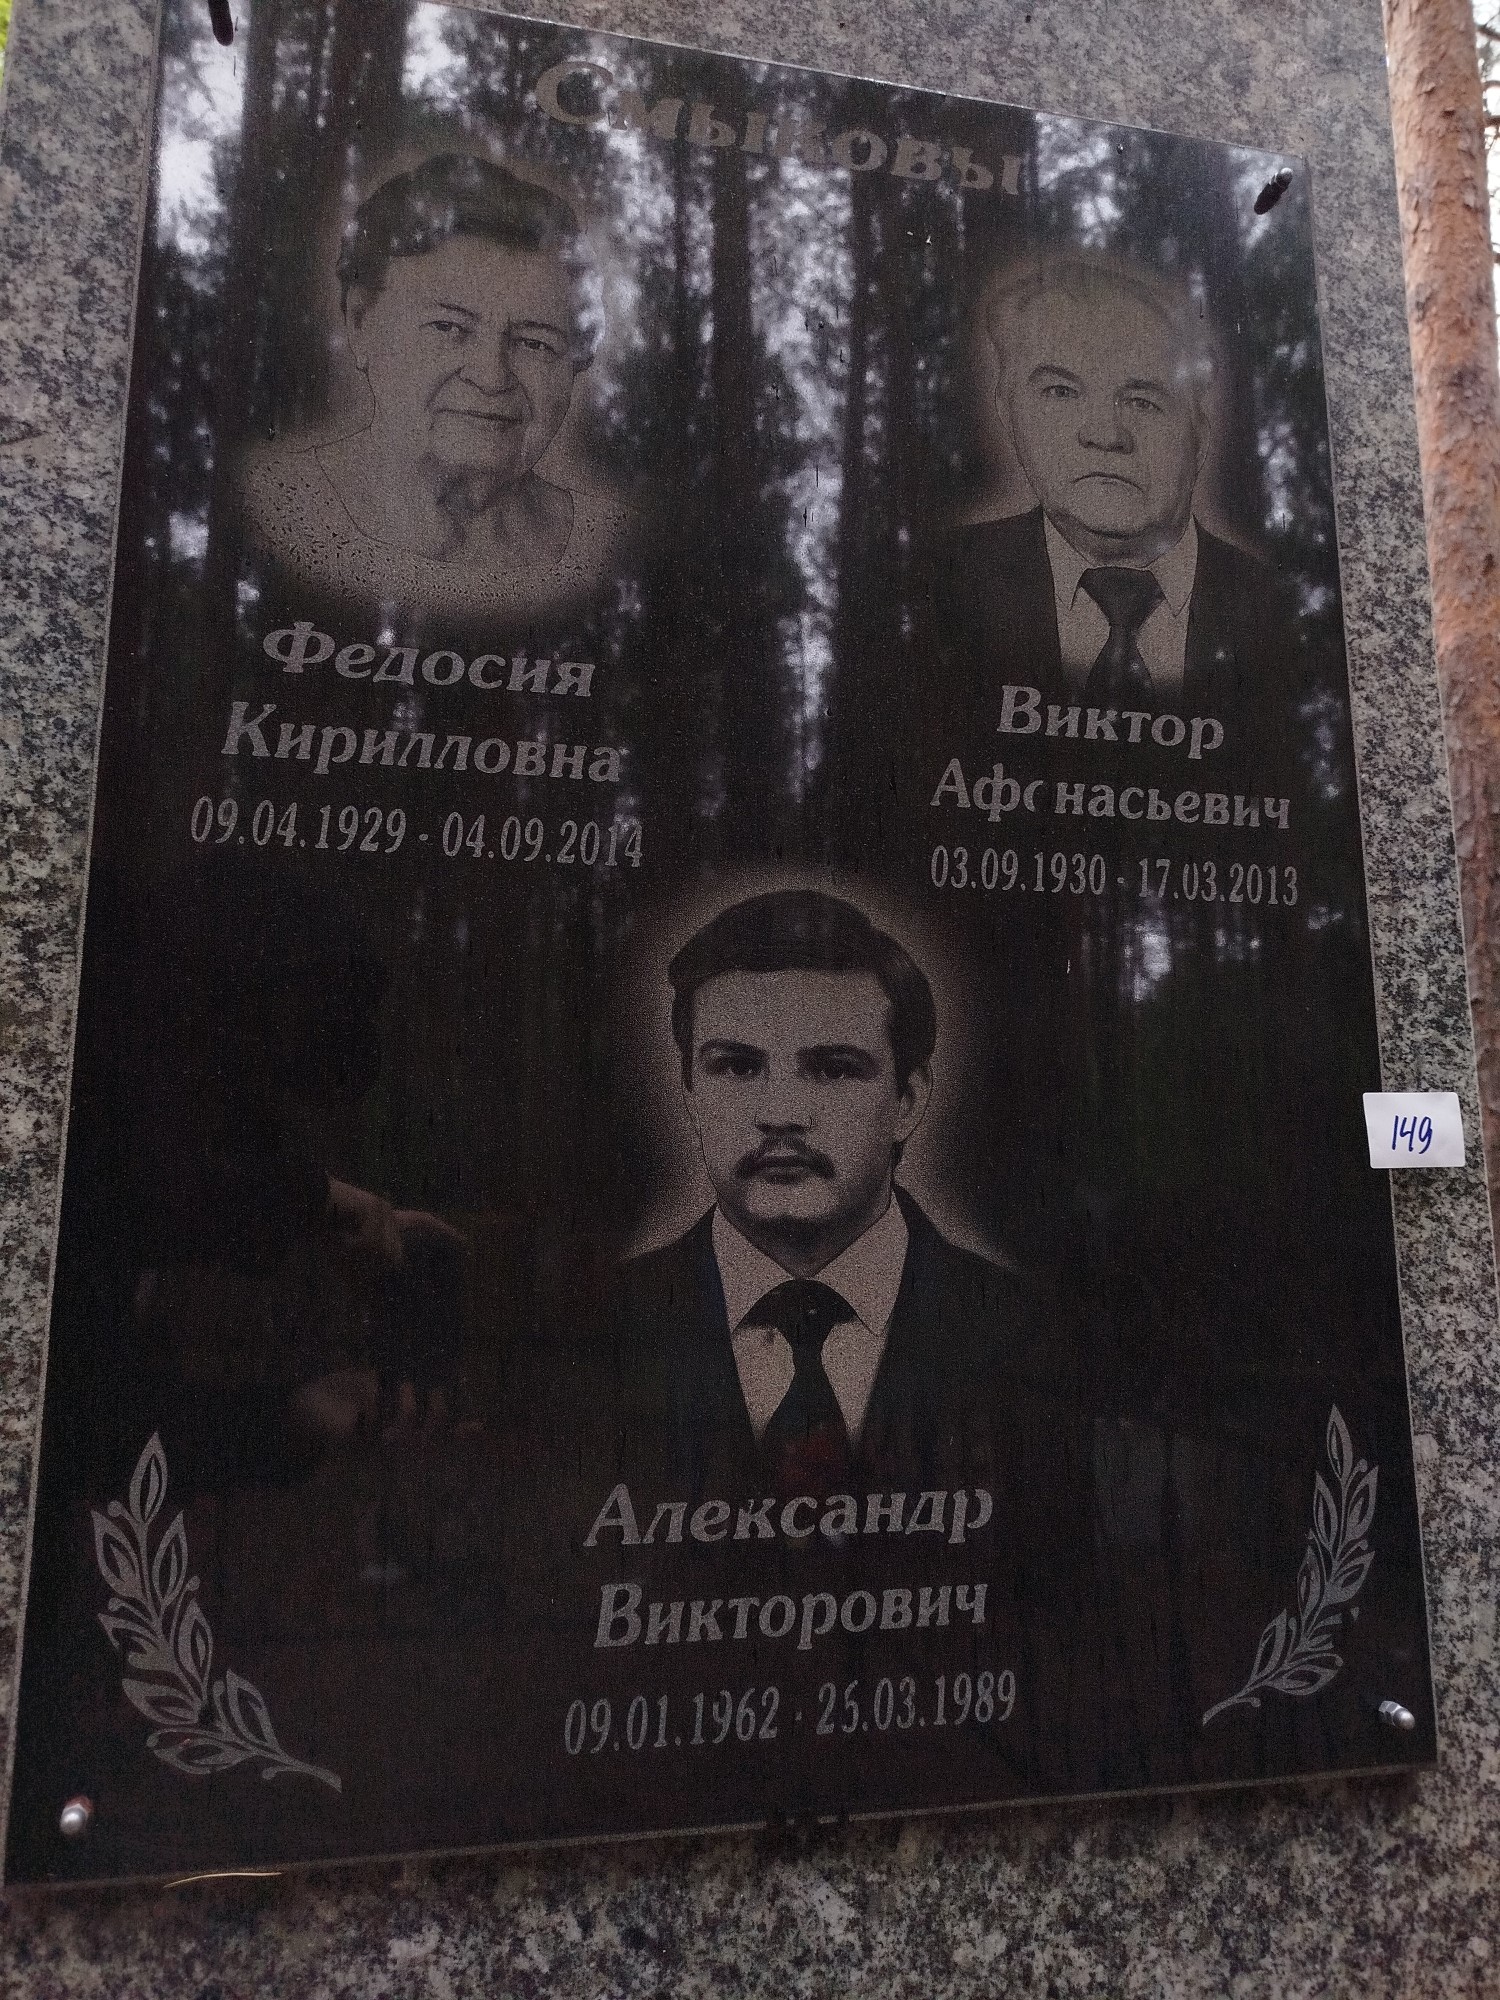 Смыковы
Федосия
Кирилловна
09.04.1929 - 04.09.2014
Виктор
Афанасьевич
03.09.1930 - 17.03.2013
Александр
Викторович
09.01.1962 - 25.03.1989
149